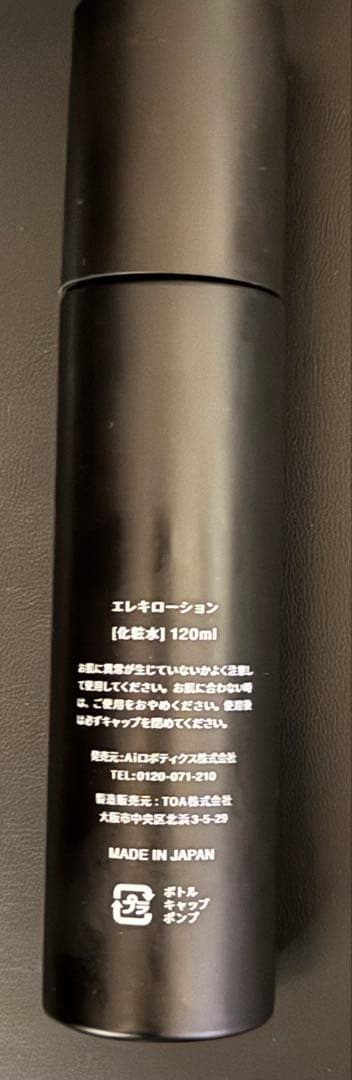 エレキローション
[化粧水] 120ml
お肌に異常が生じていないかよく注意し
て使用してください。お肌に合わない時
は、ご使用をおやめください。使用後
は必ずキャップを閉めてください。
発売元:Aiロボティクス株式会社
TEL:0120-071-210
製造販売元:TOA株式会社
大阪市中央区北浜3-5-29
MADE IN JAPAN
プラ
ボトル
キャップ
ポンプ